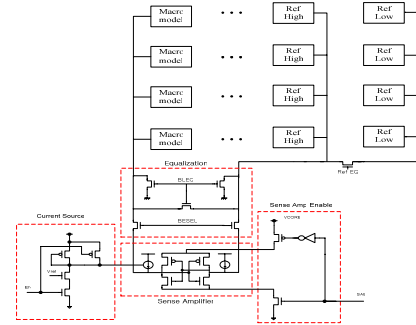 Macro model ••• Ref High Ref Low
Macro model ••• Ref High Ref Low
Macro model ••• Ref High Ref Low
Macro model ••• Ref High Ref Low
Equalization
Ref EQ
BLEC
Current Source
BESEL
Sense Amp Enable
VCORE
Vref
Sense Amplifier